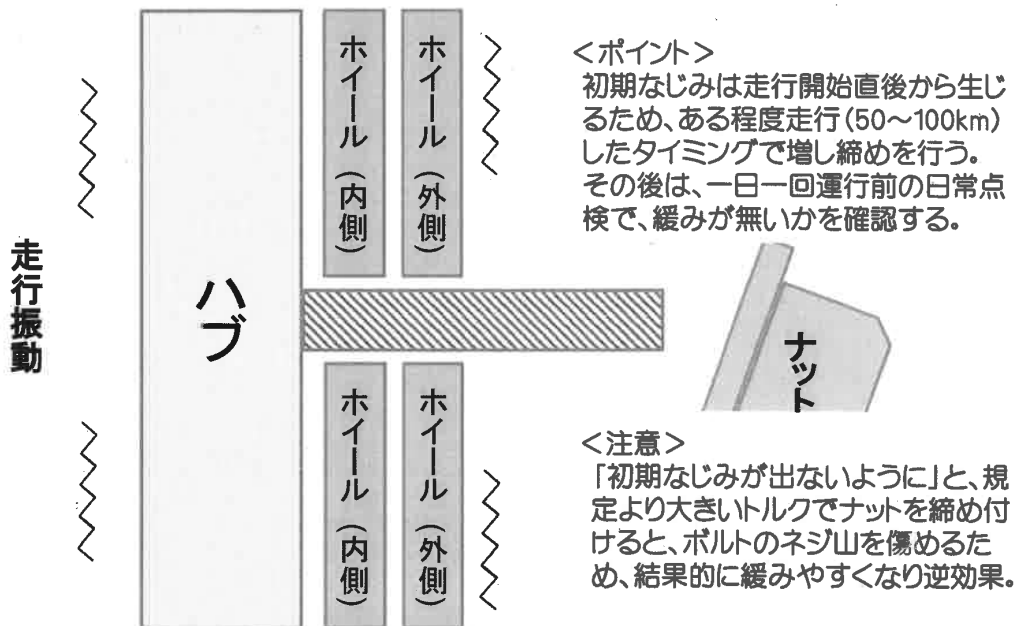 走行振動
ハブ
ホイール（内側）
ホイール（外側）
ホイール（内側）
ホイール（外側）
＜ポイント＞
初期なじみは走行開始直後から生じ
るため、ある程度走行（50～100km）
したタイミングで増し締めを行う。
その後は、一日一回運行前の日常点
検で、緩みが無いかを確認する。
ナット
＜注意＞
「初期なじみが出ないように」と、規
定より大きいトルクでナットを締め付
けると、ボルトのネジ山を傷めるた
め、結果的に緩みやすくなり逆効果。